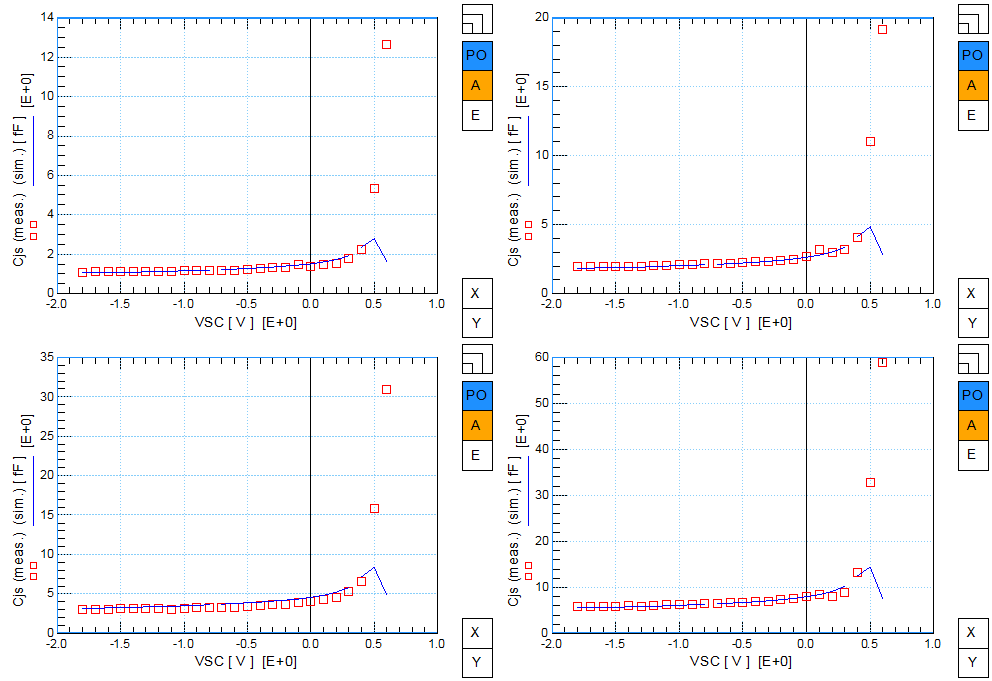 14
12
10
8
6
4
2
0
Cjs (meas.) (sim.) [ fF ] [E+0]
-2.0 -1.5 -1.0 -0.5 0.0 0.5 1.0
VSC [ V ] [E+0]
PO
A
E
X
Y
20
15
10
5
0
Cjs (meas.) (sim.) [ fF ] [E+0]
-2.0 -1.5 -1.0 -0.5 0.0 0.5 1.0
VSC [ V ] [E+0]
PO
A
E
X
Y
35
30
25
20
15
10
5
0
Cjs (meas.) (sim.) [ fF ] [E+0]
-2.0 -1.5 -1.0 -0.5 0.0 0.5 1.0
VSC [ V ] [E+0]
PO
A
E
X
Y
60
50
40
30
20
10
0
Cjs (meas.) (sim.) [ fF ] [E+0]
-2.0 -1.5 -1.0 -0.5 0.0 0.5 1.0
VSC [ V ] [E+0]
PO
A
E
X
Y